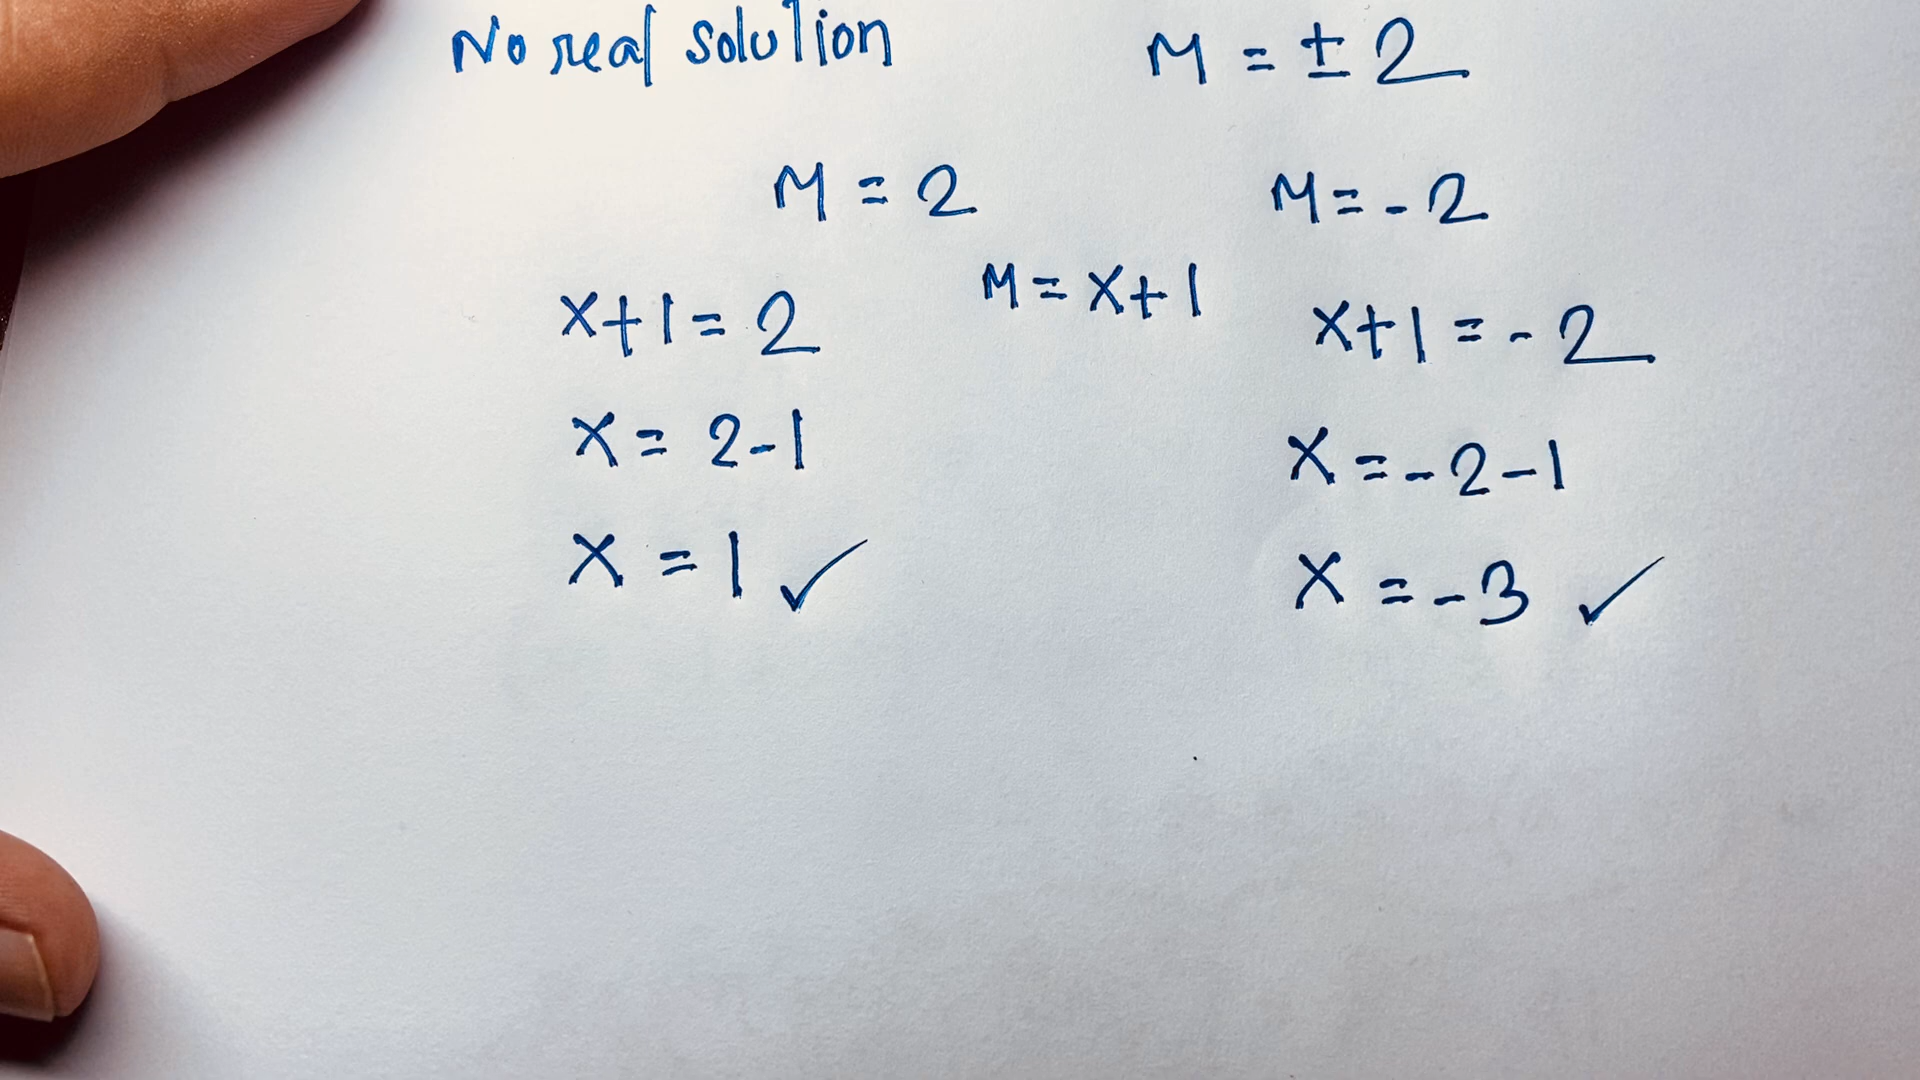 No real solution
M = ± 2
M = 2
M = - 2
M = x+1
x+1 = 2
x+1 = - 2
x = 2-1
x = -2-1
x = 1 ✓
x = -3 ✓